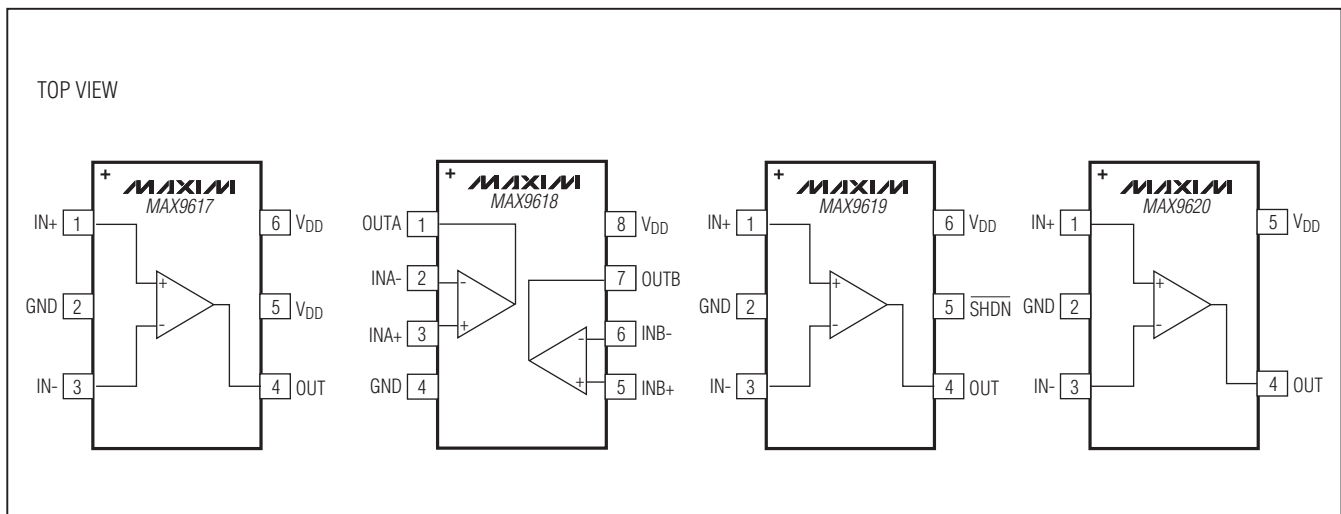 TOP VIEW
+
MAXIM
MAX9617
IN+ 1
6 VDD
GND 2
+
-
5 VDD
IN- 3
4 OUT
+
MAXIM
MAX9618
OUTA 1
8 VDD
INA- 2
-
7 OUTB
INA+ 3
+
-
6 INB-
GND 4
+
5 INB+
+
MAXIM
MAX9619
IN+ 1
6 VDD
GND 2
+
-
5 SHDN
IN- 3
4 OUT
+
MAXIM
MAX9620
IN+ 1
5 VDD
GND 2
+
-
IN- 3
4 OUT